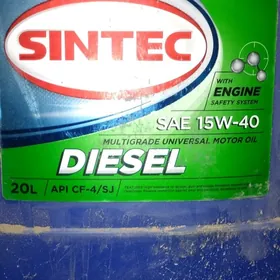 SINTEC
WITH
ENGINE
SAFETY SYSTEM
SAE 15W-40
MULTIGRADE UNIVERSAL MOTOR OIL
DIESEL
20L API CF-4/SJ